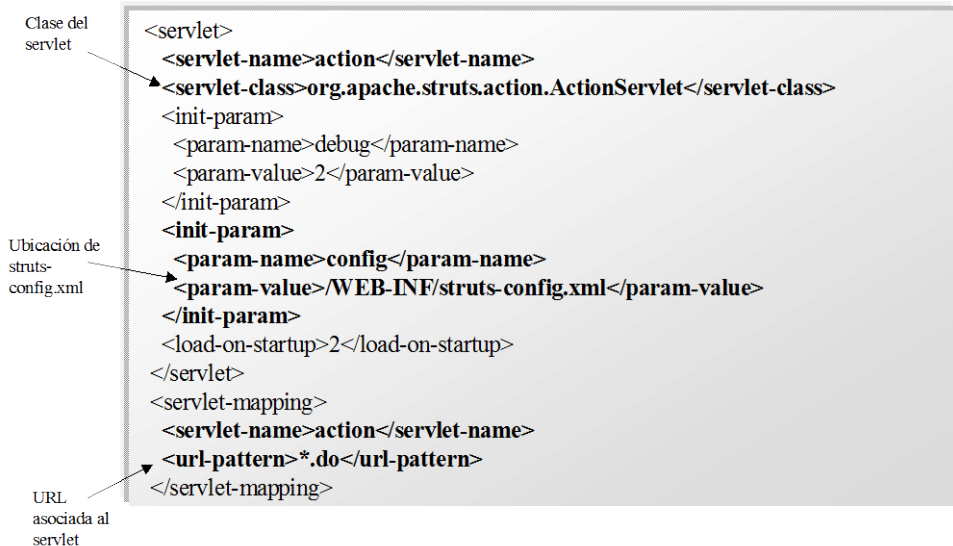 Clase del
servlet
<servlet>
<servlet-name>action</servlet-name>
<servlet-class>org.apache.struts.action.ActionServlet</servlet-class>
<init-param>
<param-name>debug</param-name>
<param-value>2</param-value>
</init-param>
<init-param>
Ubicación de
struts-
config.xml
<param-name>config</param-name>
<param-value>/WEB-INF/struts-config.xml</param-value>
</init-param>
<load-on-startup>2</load-on-startup>
</servlet>
<servlet-mapping>
<servlet-name>action</servlet-name>
<url-pattern>*.do</url-pattern>
</servlet-mapping>
URL
asociada al
servlet